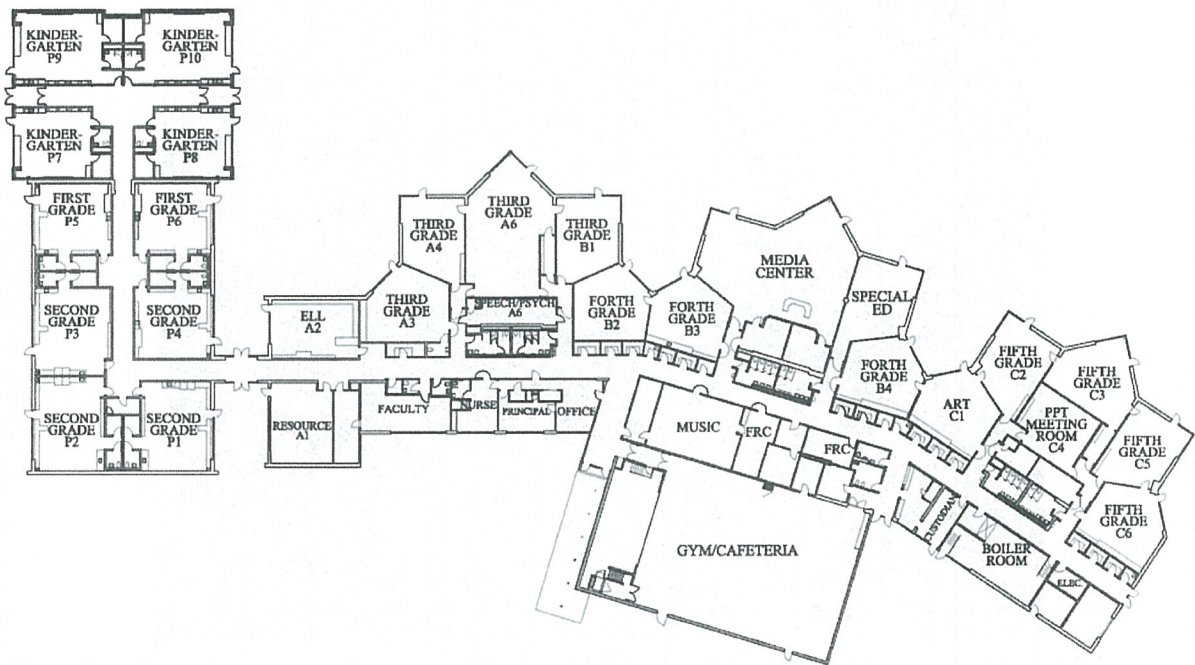 KINDER-
GARTEN
P9
KINDER-
GARTEN
P10
KINDER-
GARTEN
P7
KINDER-
GARTEN
P8
FIRST
GRADE
P5
FIRST
GRADE
P6
SECOND
GRADE
P3
SECOND
GRADE
P4
SECOND
GRADE
P2
SECOND
GRADE
P1
ELL
A2
RESOURCE
A1
THIRD
GRADE
A4
THIRD
GRADE
A6
THIRD
GRADE
B1
THIRD
GRADE
A3
SPEECH/PSYCH
A6
FORTH
GRADE
B2
FORTH
GRADE
B3
FACULTY
NURSE
PRINCIPAL
OFFICE
MEDIA
CENTER
SPECIAL
ED
FORTH
GRADE
B4
ART
C1
FIFTH
GRADE
C2
FIFTH
GRADE
C3
PPT
MEETING
ROOM
C4
FIFTH
GRADE
C5
FIFTH
GRADE
C6
MUSIC
FRC
FRC
CUSTODIAN
BOILER
ROOM
ELEC.
GYM/CAFETERIA